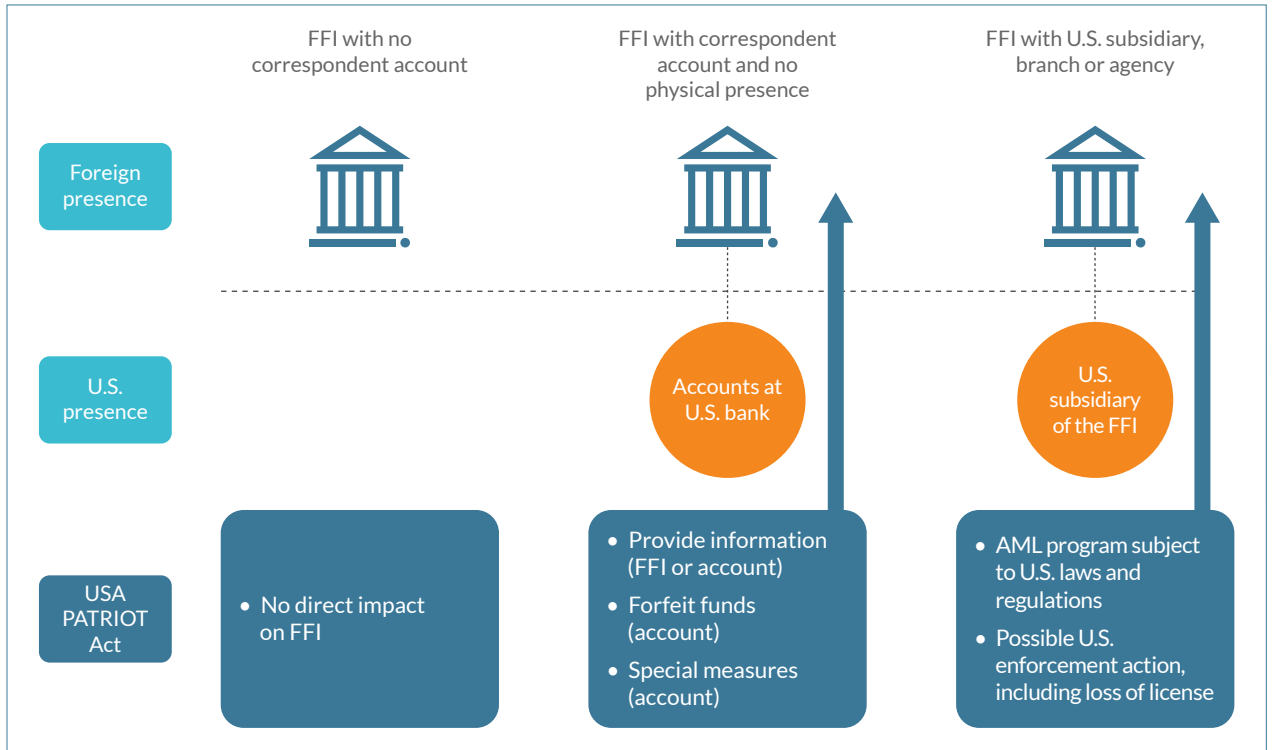 FFI with no
correspondent account
FFI with correspondent
account and no
physical presence
FFI with U.S. subsidiary,
branch or agency
Foreign
presence
U.S.
presence
Accounts at
U.S. bank
U.S.
subsidiary
of the FFI
USA
PATRIOT
Act
• No direct impact
on FFI
• Provide information
(FFI or account)
• Forfeit funds
(account)
• Special measures
(account)
• AML program subject
to U.S. laws and
regulations
• Possible U.S.
enforcement action,
including loss of license